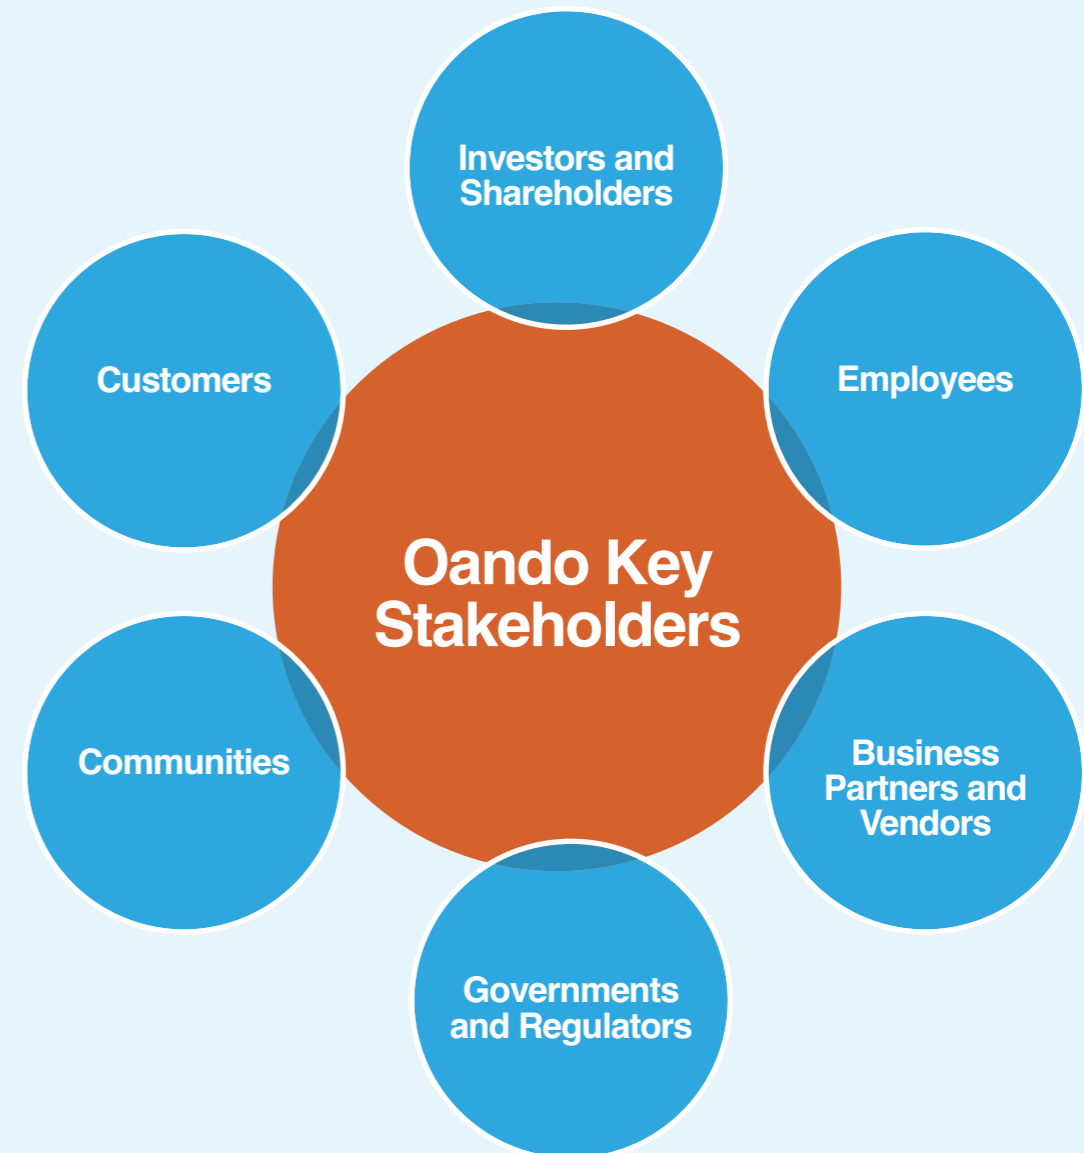 Investors and
Shareholders
Customers
Employees
Oando Key
Stakeholders
Communities
Business
Partners and
Vendors
Governments
and Regulators